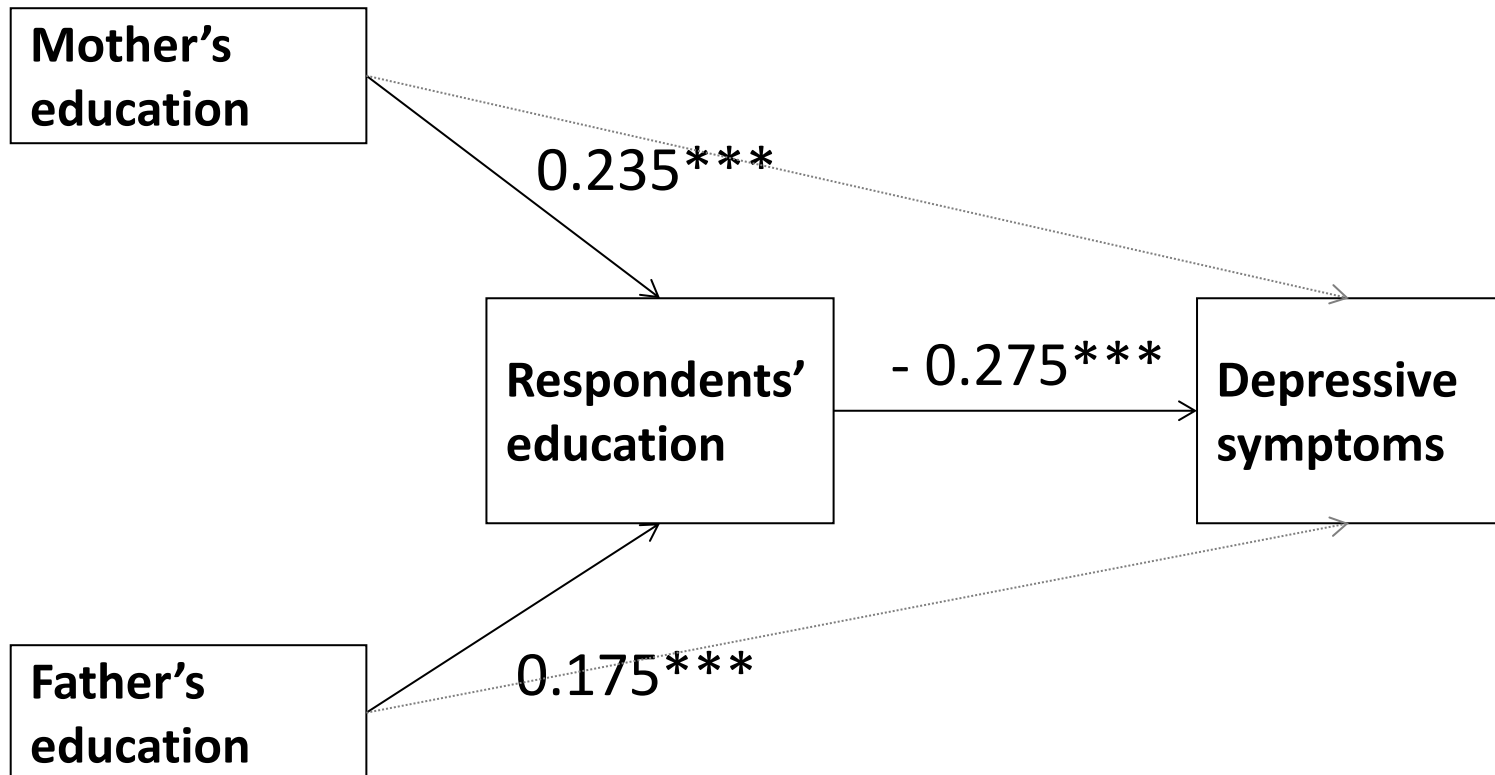 Mother’s
education
0.235***
Respondents’
education
- 0.275***
Depressive
symptoms
0.175***
Father’s
education